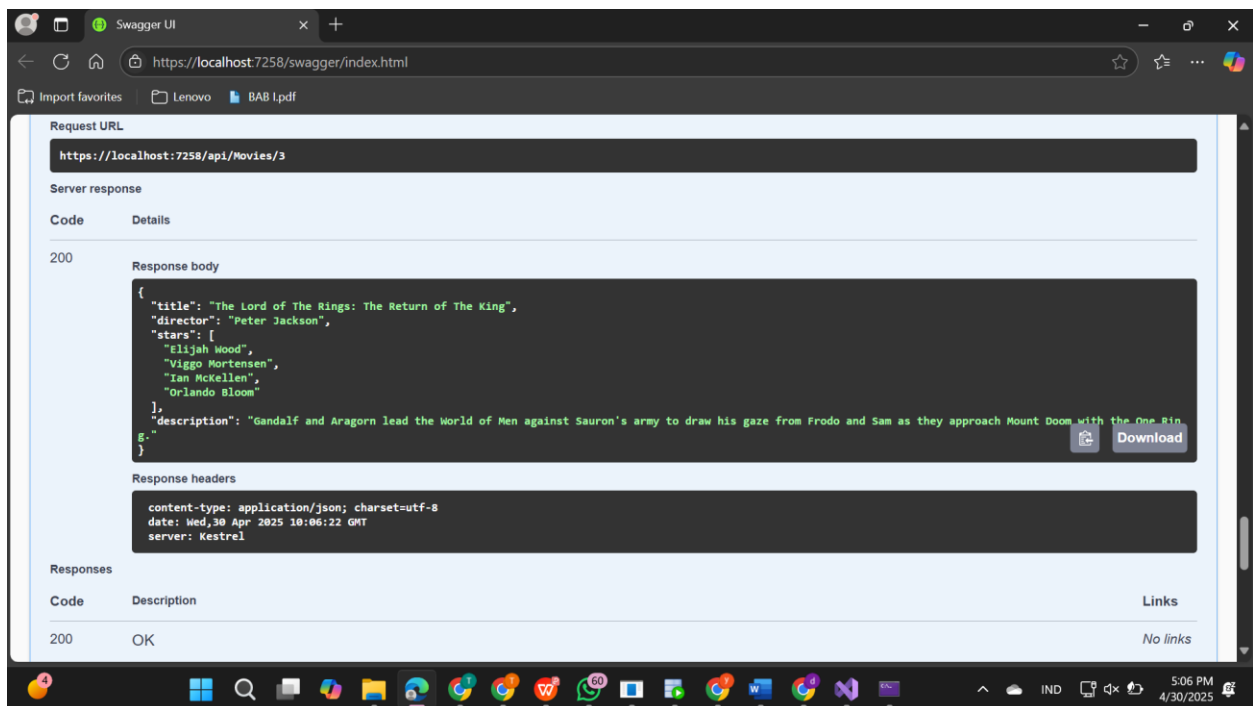 Swagger UI
https://localhost:7258/swagger/index.html
Import favorites
Lenovo
BAB I.pdf
Request URL
https://localhost:7258/api/Movies/3
Server response
Code Details
200
Response body
{
"title": "The Lord of The Rings: The Return of The King",
"director": "Peter Jackson",
"stars": [
"Elijah Wood",
"Viggo Mortensen",
"Ian McKellen",
"Orlando Bloom"
],
"description": "Gandalf and Aragorn lead the World of Men against Sauron's army to draw his gaze from Frodo and Sam as they approach Mount Doom with the One Rin
g."
}
Download
Response headers
content-type: application/json; charset=utf-8
date: Wed,30 Apr 2025 10:06:22 GMT
server: Kestrel
Responses
Code Description Links
200 OK No links
4
60
IND
5:06 PM
4/30/2025